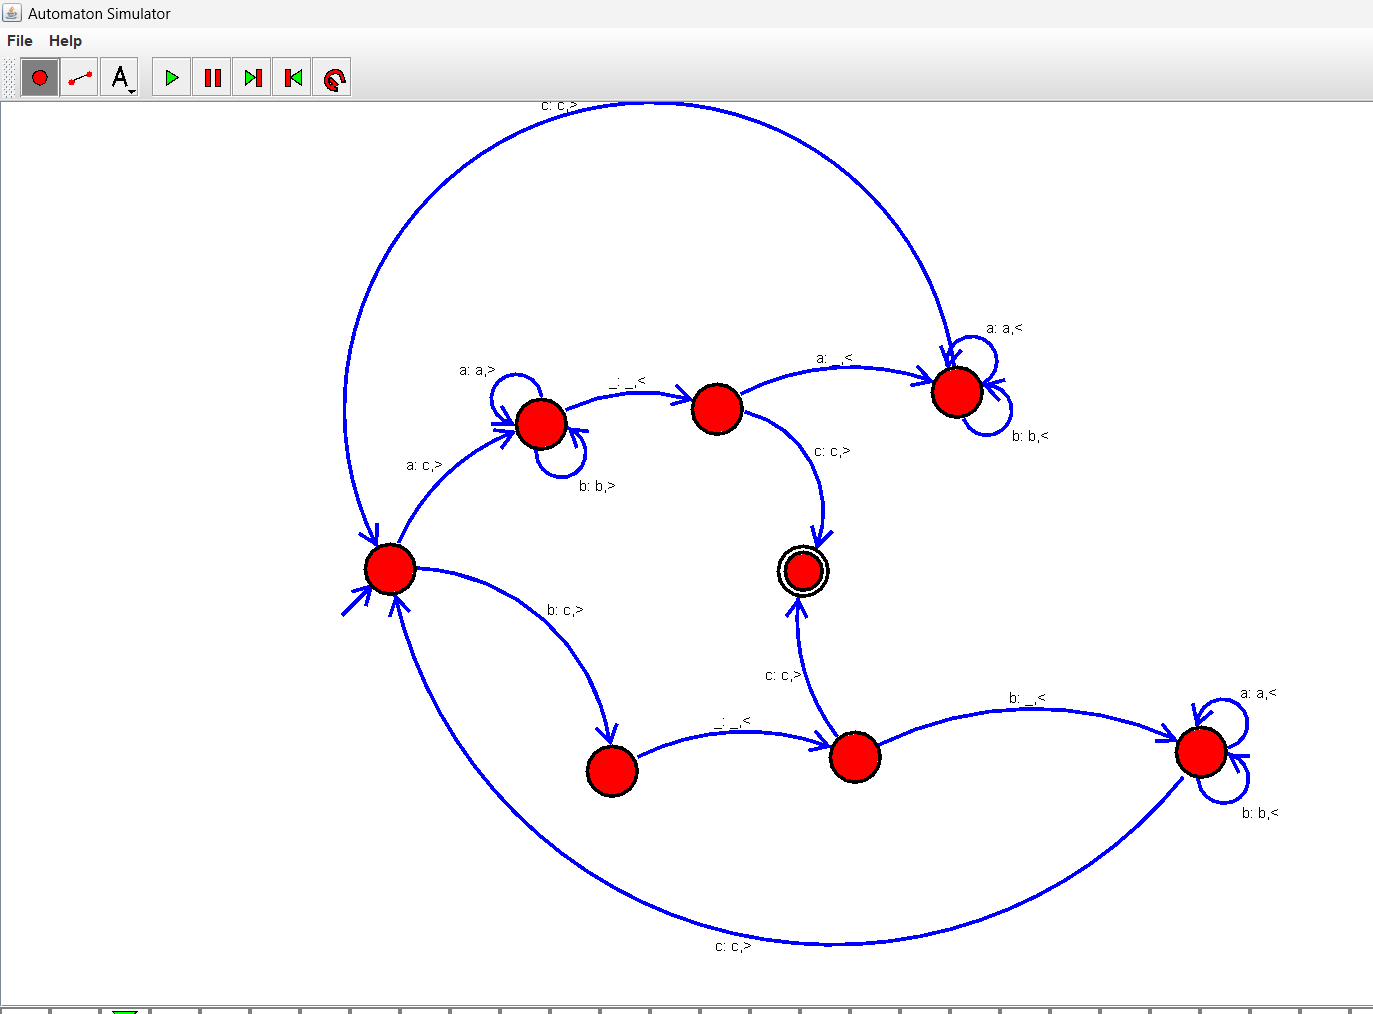 Automaton Simulator
File Help
A
c: c,>
a: a,<
a: _,<
a: a,>
_: _,<
b: b,<
c: c,>
a: c,>
b: b,>
b: c,>
c: c,>
a: a,<
b: _,<
_: _,<
b: b,<
c: c,>